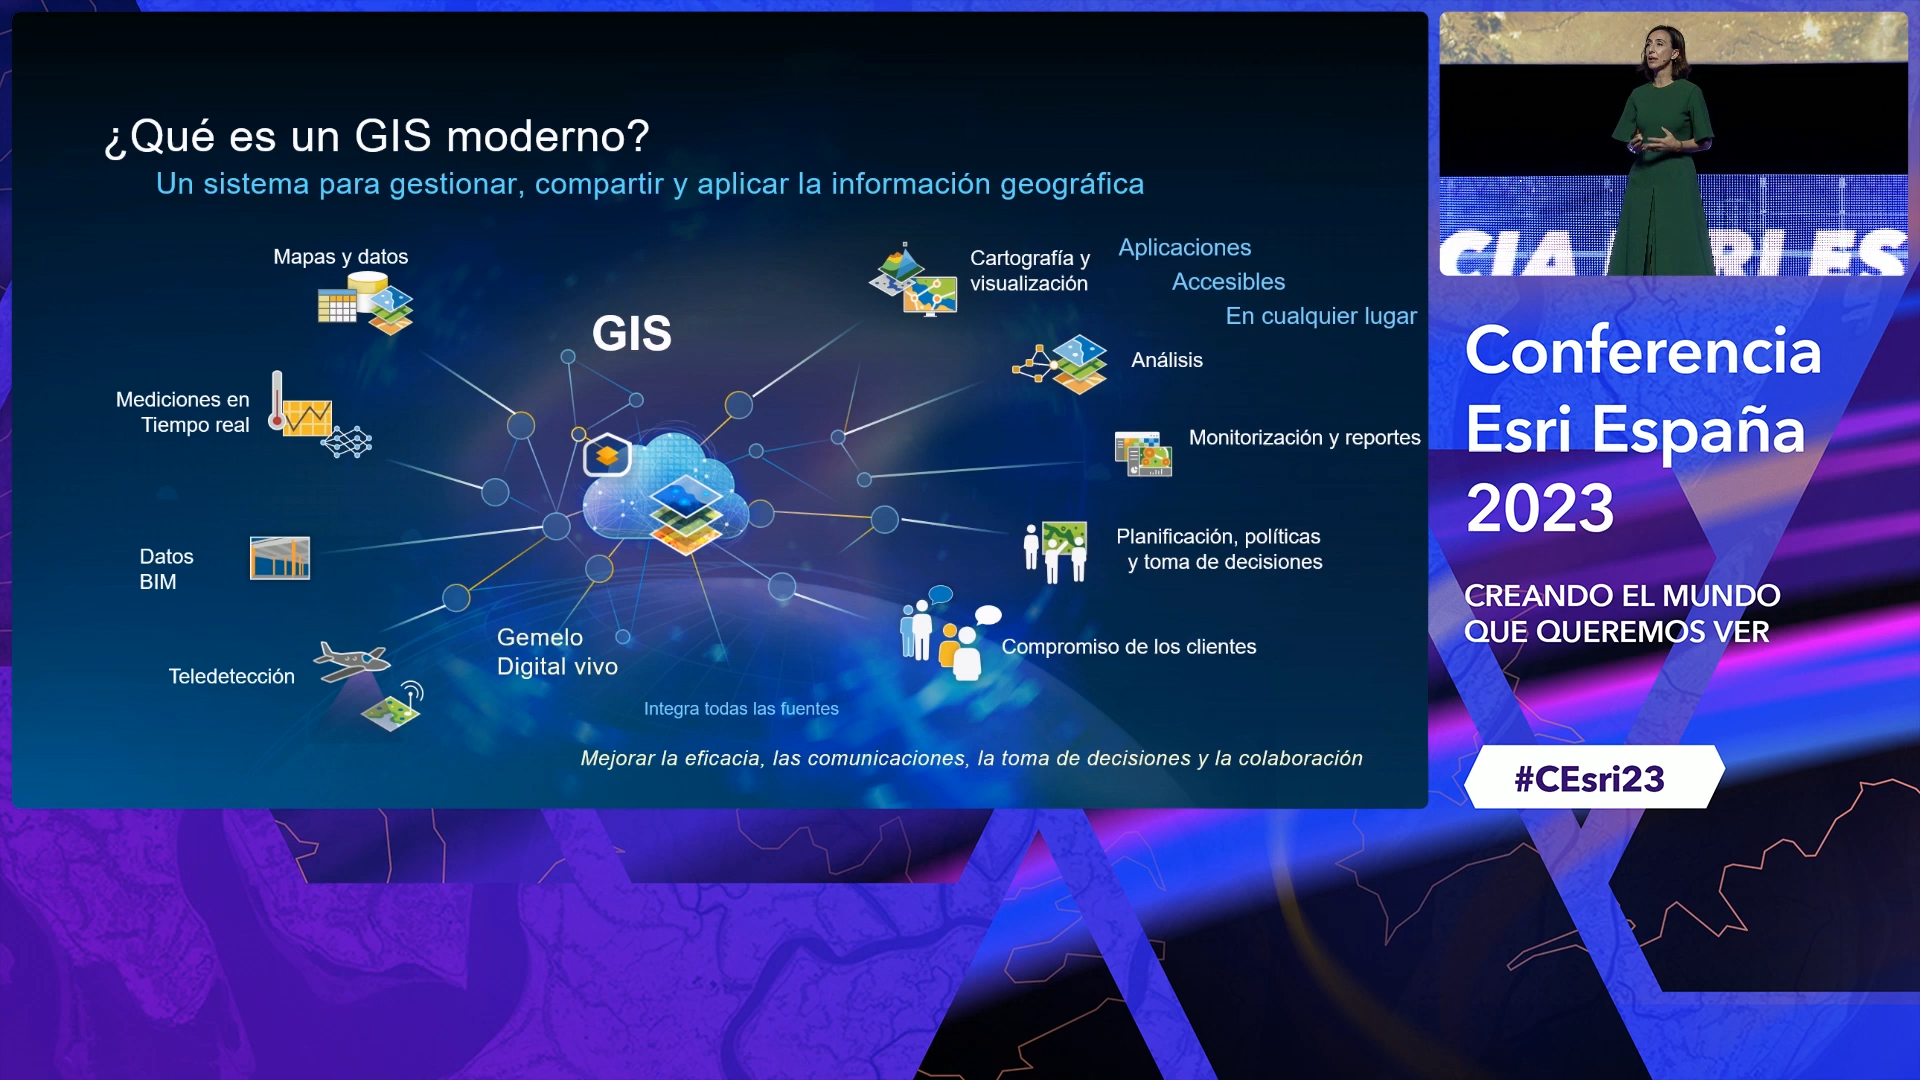 ¿Qué es un GIS moderno?
Un sistema para gestionar, compartir y aplicar la información geográfica
Mapas y datos
Mediciones en
Tiempo real
Datos
BIM
Teledetección
GIS
Gemelo
Digital vivo
Integra todas las fuentes
Cartografía y
visualización
Aplicaciones
Accesibles
En cualquier lugar
Análisis
Monitorización y reportes
Planificación, políticas
y toma de decisiones
Compromiso de los clientes
Mejorar la eficacia, las comunicaciones, la toma de decisiones y la colaboración
Conferencia
Esri España
2023
CREANDO EL MUNDO
QUE QUEREMOS VER
#CEsri23